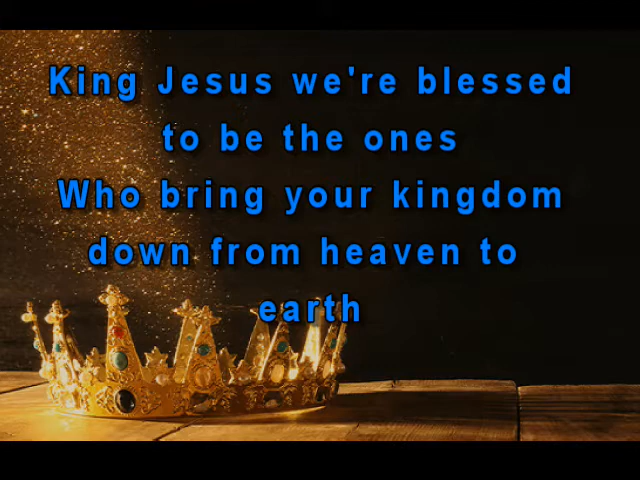 King Jesus we're blessed
to be the ones
Who bring your kingdom
down from heaven to
earth